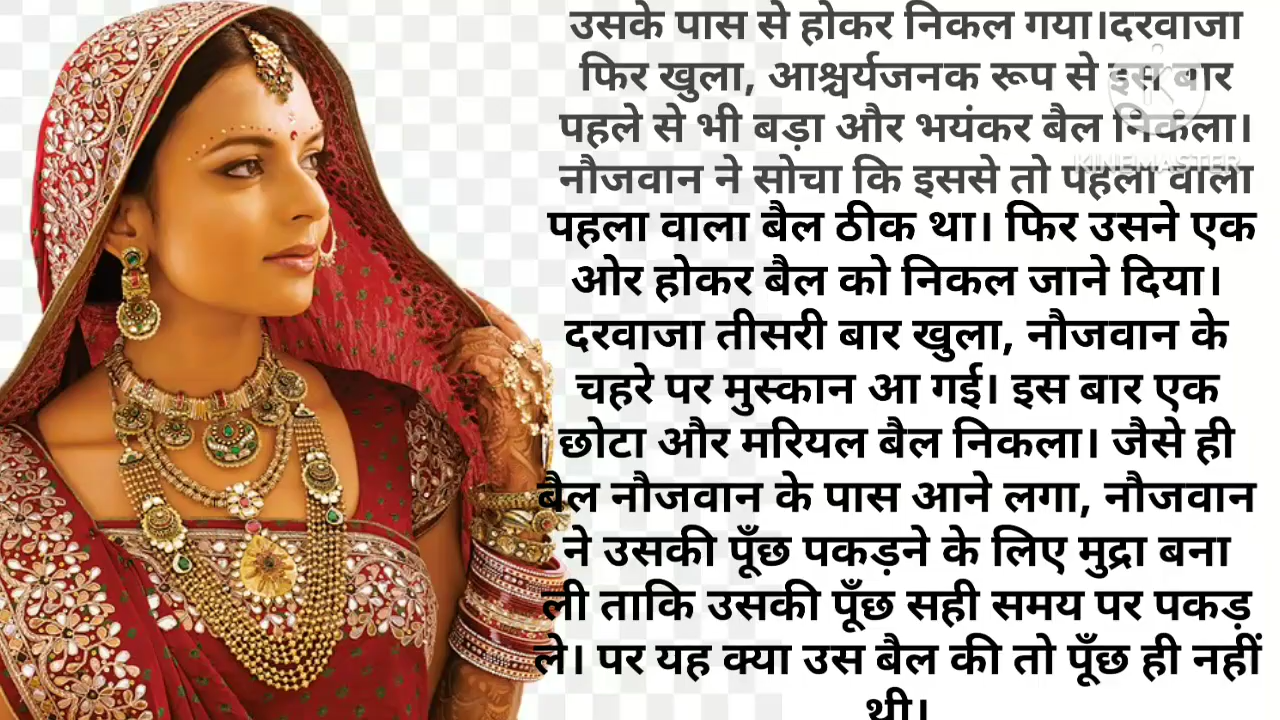 उसके पास से होकर निकल गया।दरवाजा
फिर खुला, आश्चर्यजनक रूप से इस बार
पहले से भी बड़ा और भयंकर बैल निकला।
नौजवान ने सोचा कि इससे तो पहला वाला
पहला वाला बैल ठीक था। फिर उसने एक
ओर होकर बैल को निकल जाने दिया।
दरवाजा तीसरी बार खुला, नौजवान के
चहरे पर मुस्कान आ गई। इस बार एक
छोटा और मरियल बैल निकला। जैसे ही
बैल नौजवान के पास आने लगा, नौजवान
ने उसकी पूँछ पकड़ने के लिए मुद्रा बना
ली ताकि उसकी पूँछ सही समय पर पकड़
ले। पर यह क्या उस बैल की तो पूँछ ही नहीं
थी।
KINEMASTER